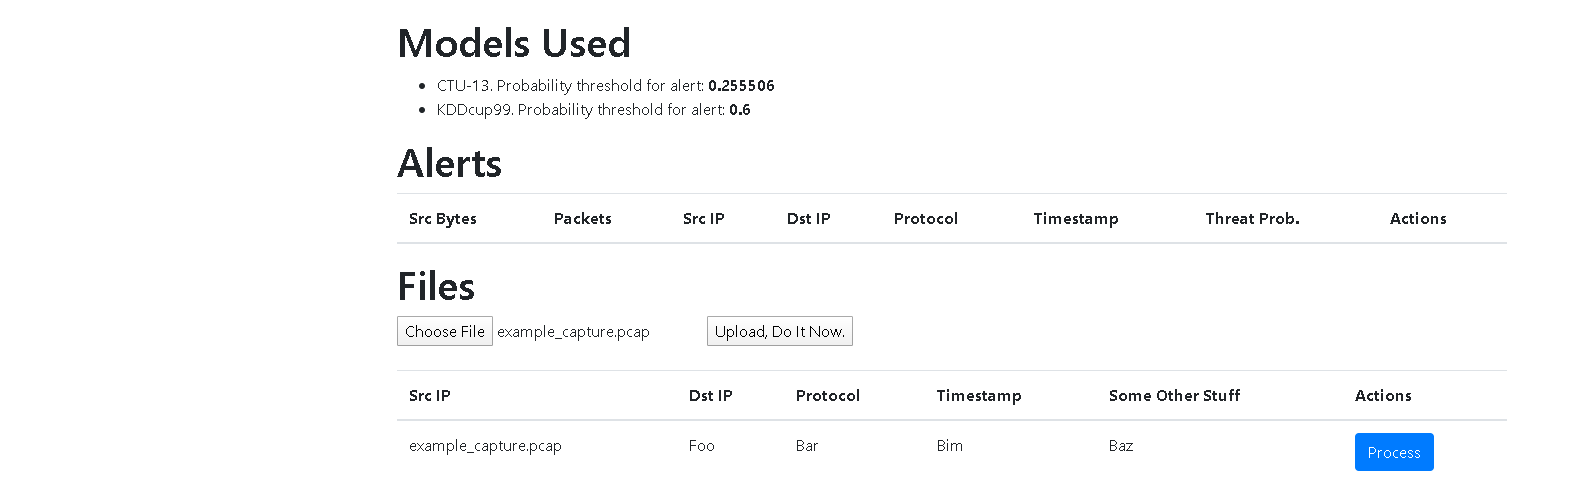 Models Used
CTU-13. Probability threshold for alert: 0.255506
KDDcup99. Probability threshold for alert: 0.6
Alerts
Src Bytes Packets Src IP Dst IP Protocol Timestamp Threat Prob. Actions
Files
Choose File example_capture.pcap Upload, Do It Now.
Src IP Dst IP Protocol Timestamp Some Other Stuff Actions
example_capture.pcap Foo Bar Bim Baz Process